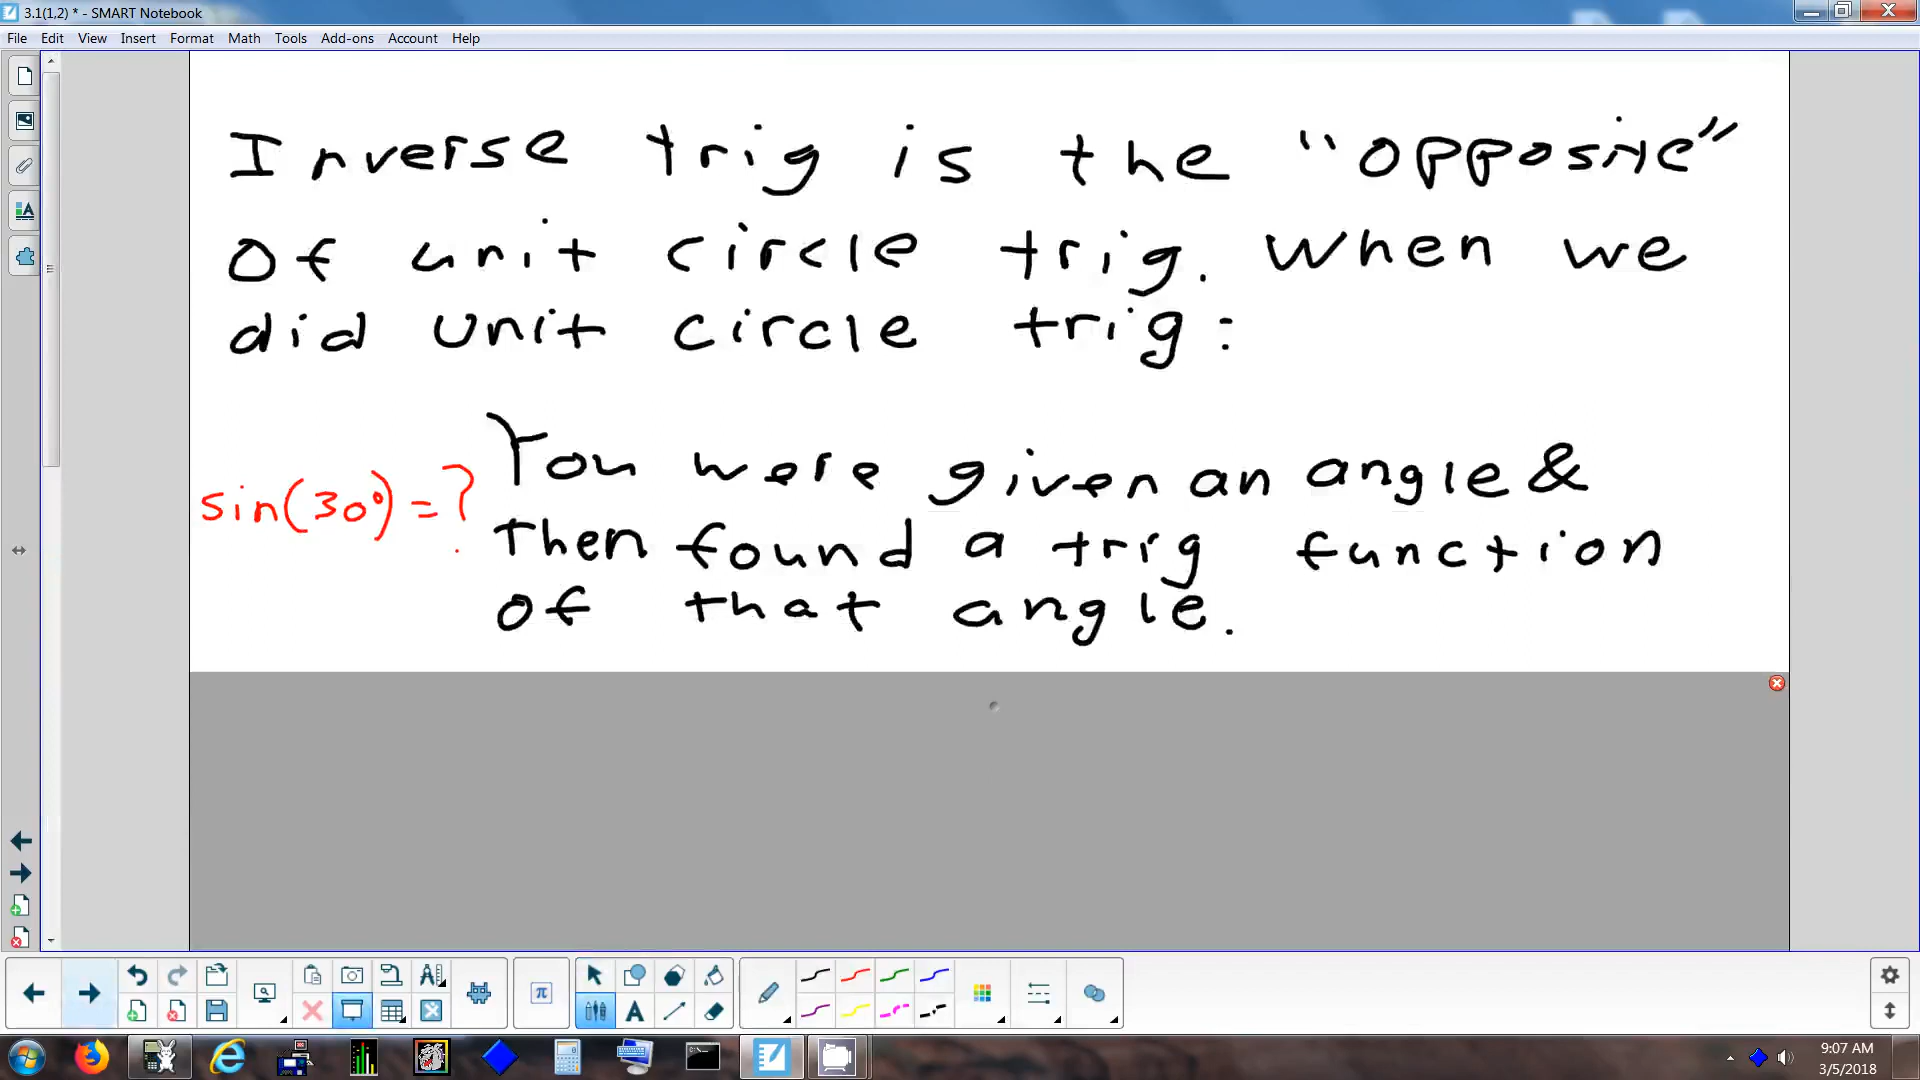 3.1(1,2) * - SMART Notebook
File Edit View Insert Format Math Tools Add-ons Account Help
Inverse trig is the "opposite"
of unit circle trig. When we
did unit circle trig:
sin(30°) = ?
You were given an angle &
then found a trig function
of that angle.
9:07 AM
3/5/2018